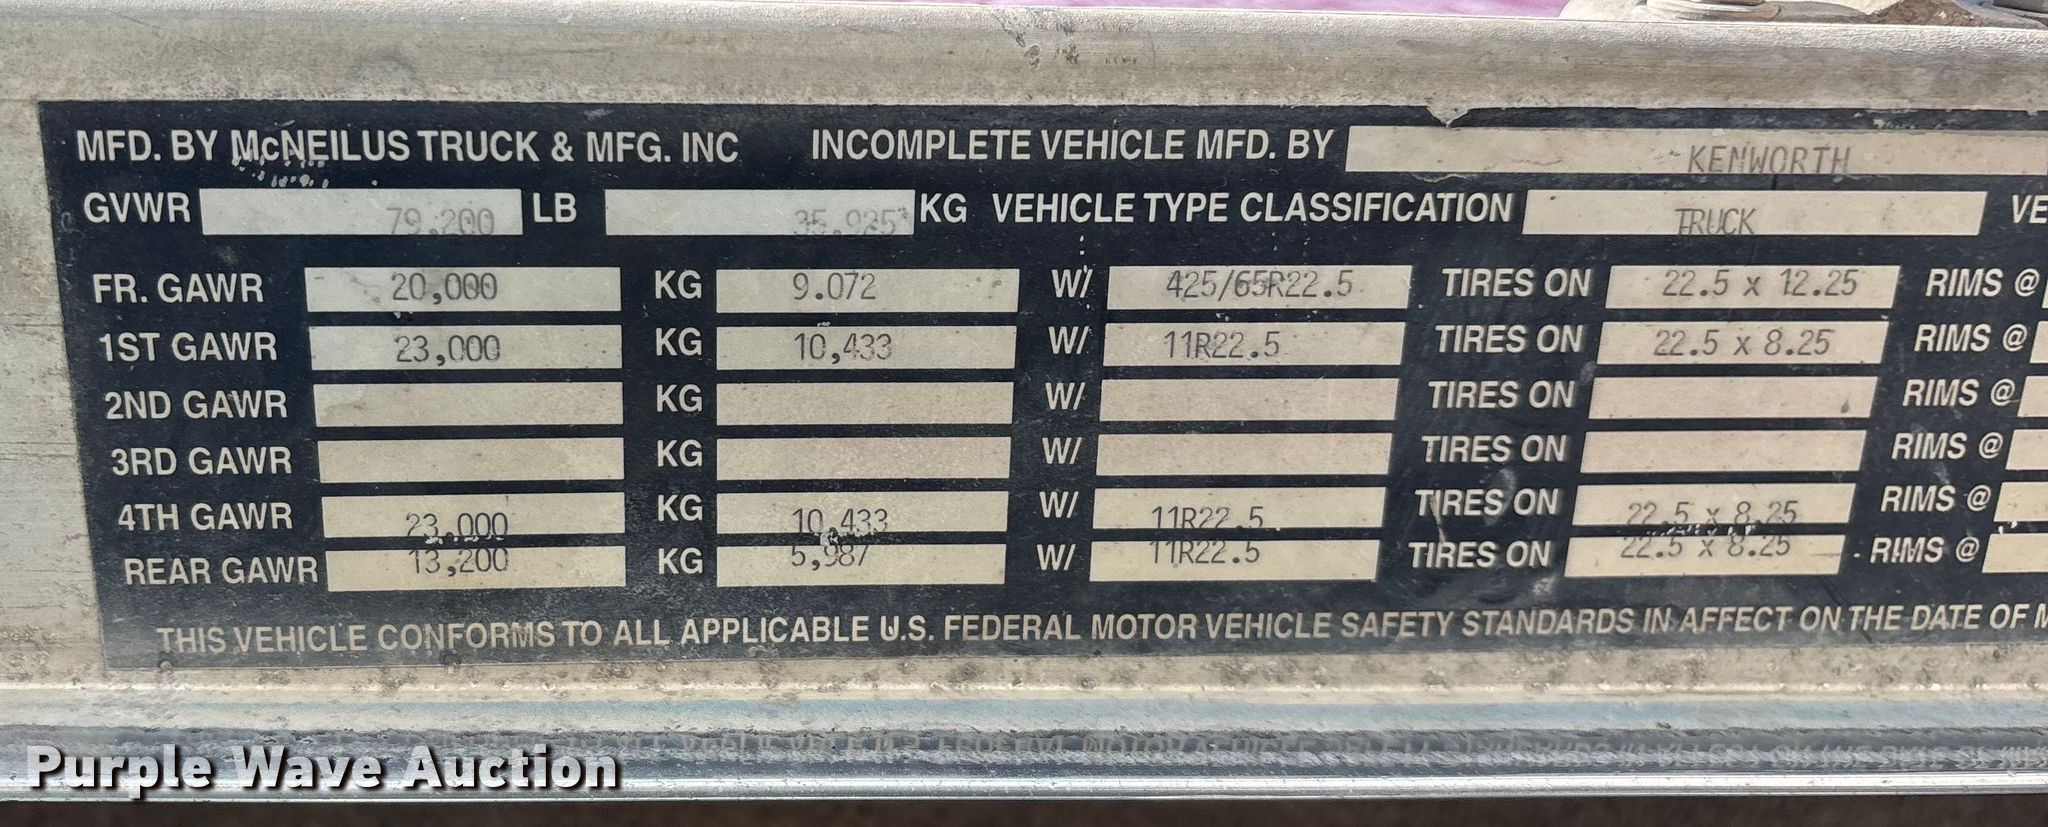 MFD. BY McNEILUS TRUCK & MFG. INC INCOMPLETE VEHICLE MFD. BY KENWORTH
GVWR 79,200 LB 35,925 KG VEHICLE TYPE CLASSIFICATION TRUCK VE
FR. GAWR 20,000 KG 9.072 W/ 425/65R22.5 TIRES ON 22.5 x 12.25 RIMS @
1ST GAWR 23,000 KG 10,433 W/ 11R22.5 TIRES ON 22.5 x 8.25 RIMS @
2ND GAWR KG W/ TIRES ON RIMS @
3RD GAWR KG W/ TIRES ON RIMS @
4TH GAWR 23,000 KG 10,433 W/ 11R22.5 TIRES ON 22.5 x 8.25 RIMS @
REAR GAWR 13,200 KG 5,987 W/ 11R22.5 TIRES ON 22.5 x 8.25 RIMS @
THIS VEHICLE CONFORMS TO ALL APPLICABLE U.S. FEDERAL MOTOR VEHICLE SAFETY STANDARDS IN AFFECT ON THE DATE OF M
Purple Wave Auction